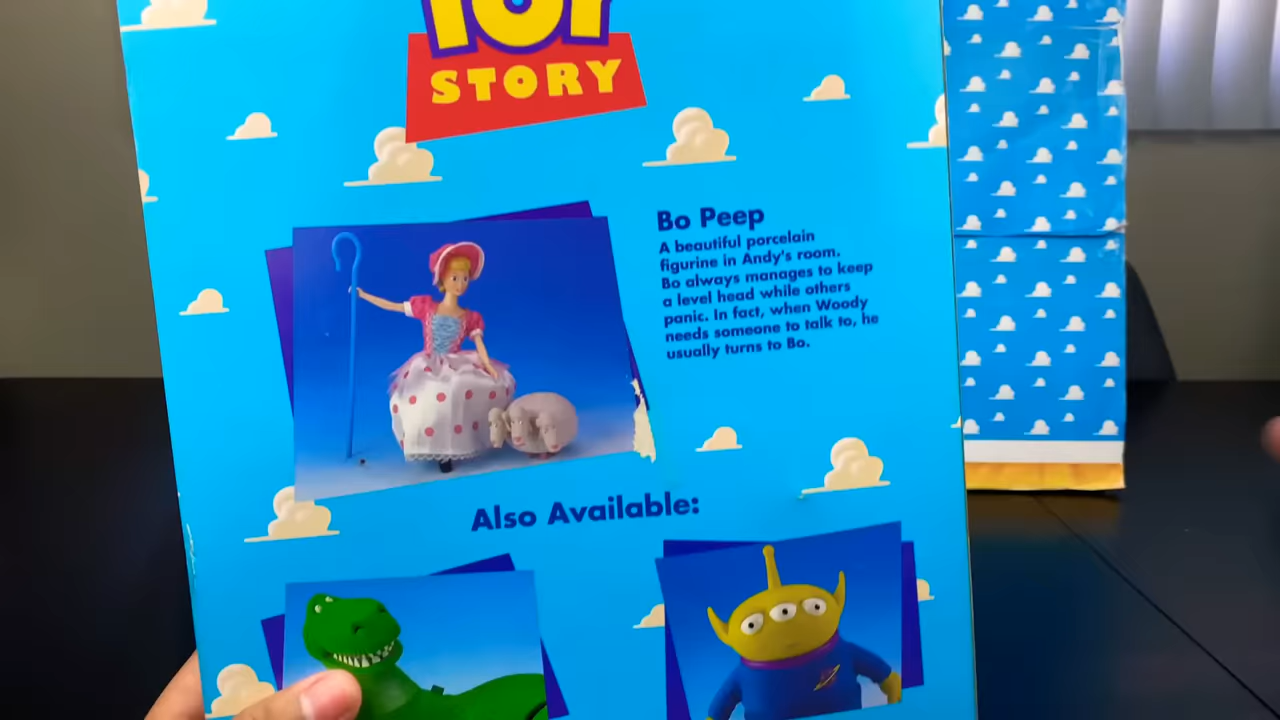 TOY
STORY
Bo Peep
A beautiful porcelain
figurine in Andy's room.
Bo always manages to keep
a level head while others
panic. In fact, when Woody
needs someone to talk to, he
usually turns to Bo.
Also Available: